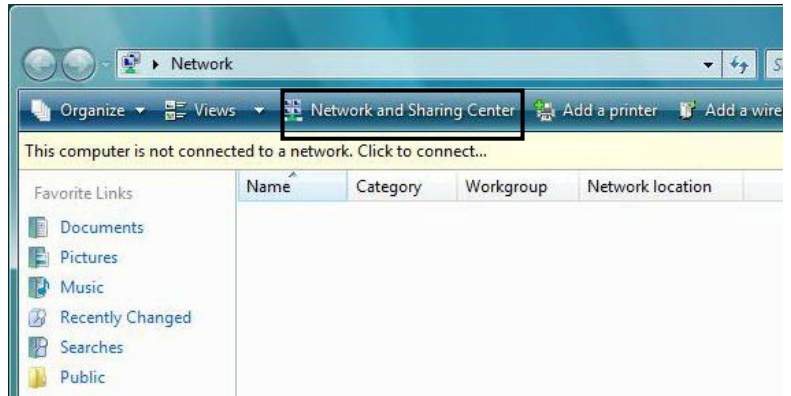 Network
Organize Views Network and Sharing Center Add a printer Add a wire
This computer is not connected to a network. Click to connect...
Favorite Links
Name Category Workgroup Network location
Documents
Pictures
Music
Recently Changed
Searches
Public